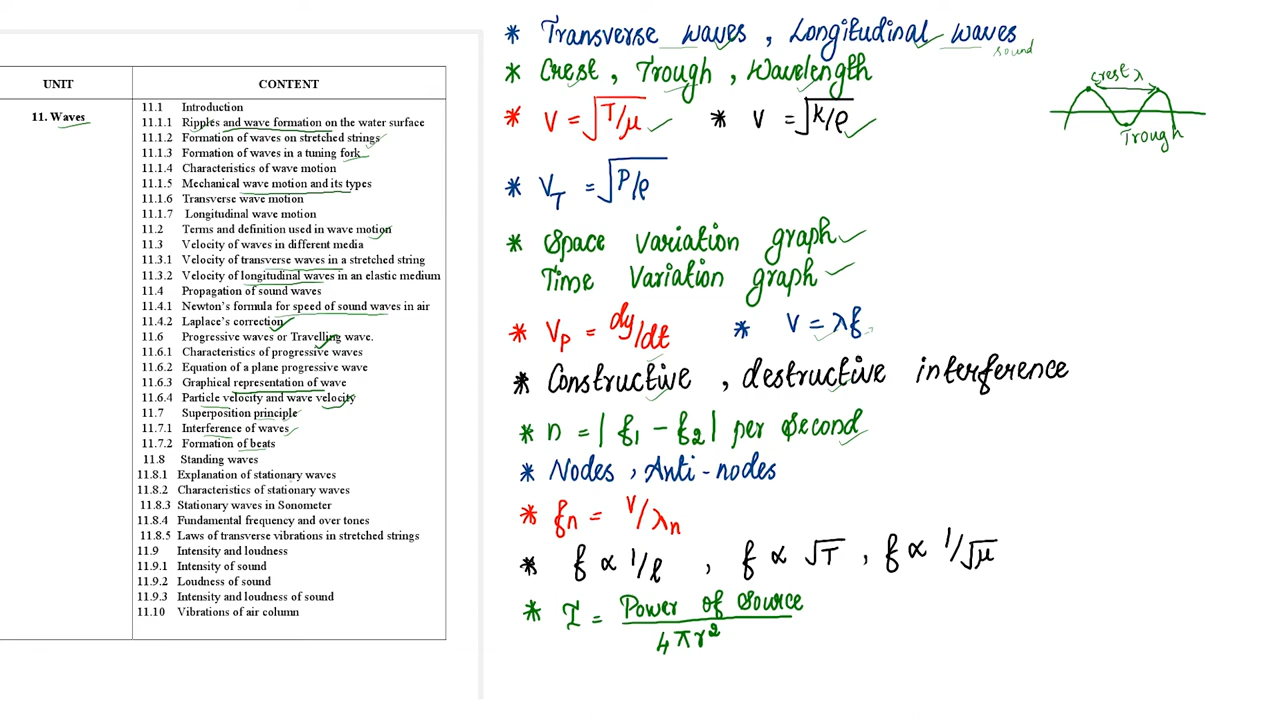 UNIT CONTENT
11. Waves
11.1 Introduction
11.1.1 Ripples and wave formation on the water surface
11.1.2 Formation of waves on stretched strings
11.1.3 Formation of waves in a tuning fork
11.1.4 Characteristics of wave motion
11.1.5 Mechanical wave motion and its types
11.1.6 Transverse wave motion
11.1.7 Longitudinal wave motion
11.2 Terms and definition used in wave motion
11.3 Velocity of waves in different media
11.3.1 Velocity of transverse waves in a stretched string
11.3.2 Velocity of longitudinal waves in an elastic medium
11.4 Propagation of sound waves
11.4.1 Newton's formula for speed of sound waves in air
11.4.2 Laplace's correction
11.6 Progressive waves or Travelling wave.
11.6.1 Characteristics of progressive waves
11.6.2 Equation of a plane progressive wave
11.6.3 Graphical representation of wave
11.6.4 Particle velocity and wave velocity
11.7 Superposition principle
11.7.1 Interference of waves
11.7.2 Formation of beats
11.8 Standing waves
11.8.1 Explanation of stationary waves
11.8.2 Characteristics of stationary waves
11.8.3 Stationary waves in Sonometer
11.8.4 Fundamental frequency and over tones
11.8.5 Laws of transverse vibrations in stretched strings
11.9 Intensity and loudness
11.9.1 Intensity of sound
11.9.2 Loudness of sound
11.9.3 Intensity and loudness of sound
11.10 Vibrations of air column
* Transverse waves, Longitudinal waves
sound
* Crest, Trough, Wavelength
* V = √T/μ * V = √K/ρ
* V_T = √P/ρ
* Space Variation graph
Time Variation graph
* V_P = dy/dt * V = λf
* Constructive, destructive interference
* n = |f₁ - f₂| per second
* Nodes, Anti-nodes
* f_n = V/λ_n
* f ∝ 1/l, f ∝ √T, f ∝ 1/√μ
* I = Power of source
4πr²
Crest λ
Trough